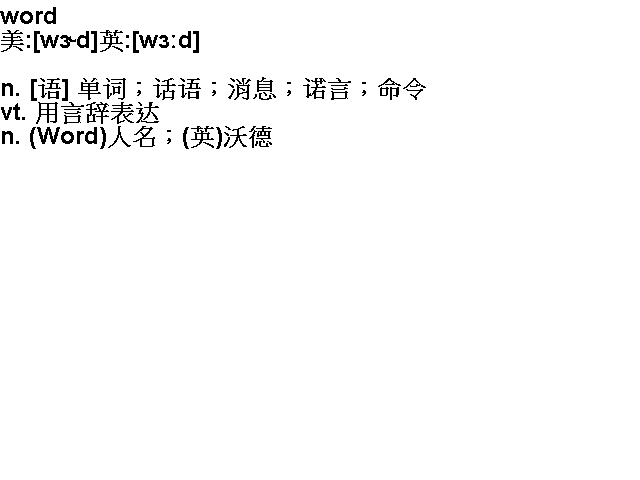 word
美:[wɝd]英:[wɜːd]
n. [语] 单词；话语；消息；诺言；命令
vt. 用言辞表达
n. (Word)人名；(英)沃德